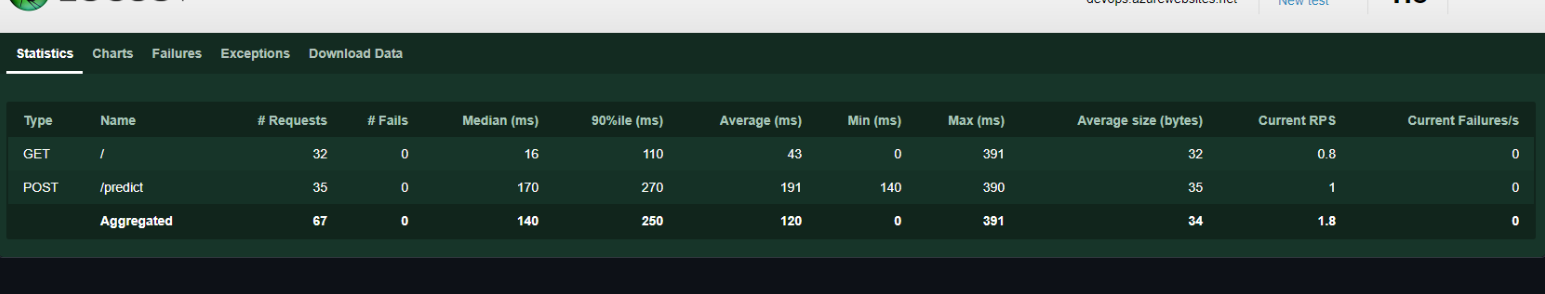 devops.azurewebsites.net New test
Statistics Charts Failures Exceptions Download Data
Type Name # Requests # Fails Median (ms) 90%ile (ms) Average (ms) Min (ms) Max (ms) Average size (bytes) Current RPS Current Failures/s
GET / 32 0 16 110 43 0 391 32 0.8 0
POST /predict 35 0 170 270 191 140 390 35 1 0
Aggregated 67 0 140 250 120 0 391 34 1.8 0